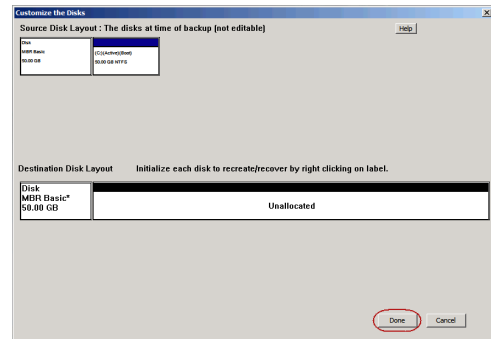 Customize the Disks
Source Disk Layout : The disks at time of backup (not editable)
Help
Disk
MBR Basic
50.00 GB
(C:)(Active)(Boot)
50.00 GB NTFS
Destination Disk Layout Initialize each disk to recreate/recover by right clicking on label.
Disk
MBR Basic*
50.00 GB
Unallocated
Done Cancel